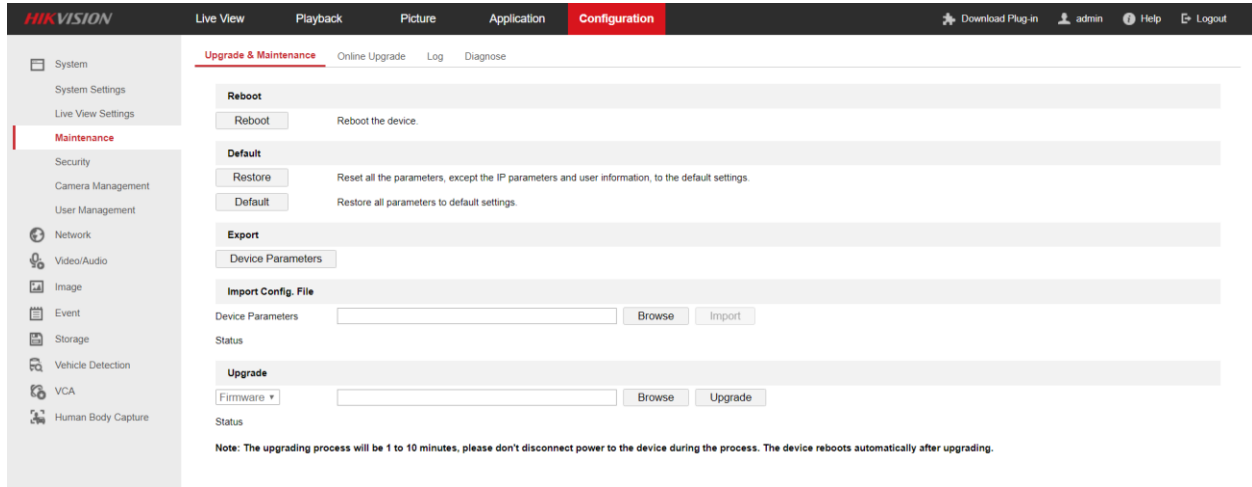 HIKVISION Live View Playback Picture Application Configuration Download Plug-in admin Help Logout
Upgrade & Maintenance Online Upgrade Log Diagnose
System
System Settings
Live View Settings
Maintenance
Security
Camera Management
User Management
Network
Video/Audio
Image
Event
Storage
Vehicle Detection
VCA
Human Body Capture
Reboot
Reboot Reboot the device.
Default
Restore Reset all the parameters, except the IP parameters and user information, to the default settings.
Default Restore all parameters to default settings.
Export
Device Parameters
Import Config. File
Device Parameters Browse Import
Status
Upgrade
Firmware Browse Upgrade
Status
Note: The upgrading process will be 1 to 10 minutes, please don't disconnect power to the device during the process. The device reboots automatically after upgrading.